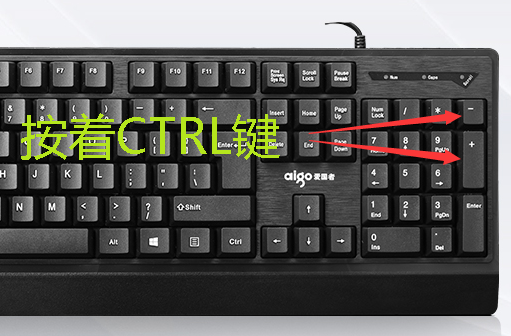 F6 F7 F8 F9 F10 F11 F12 Print Screen Sys Rq Scroll Lock Pause Break
Num Caps Scroll
Insert Home Page Up Num Lock / * -
按着CTRL键
Delete End Page Down 7 Home 8 9 PgUp +
Enter
aigo 爱国者
4 5 6
M < , > . ? / Shift
1 End 2 3 PgDn Enter
Alt Ctrl
0 Ins . Del